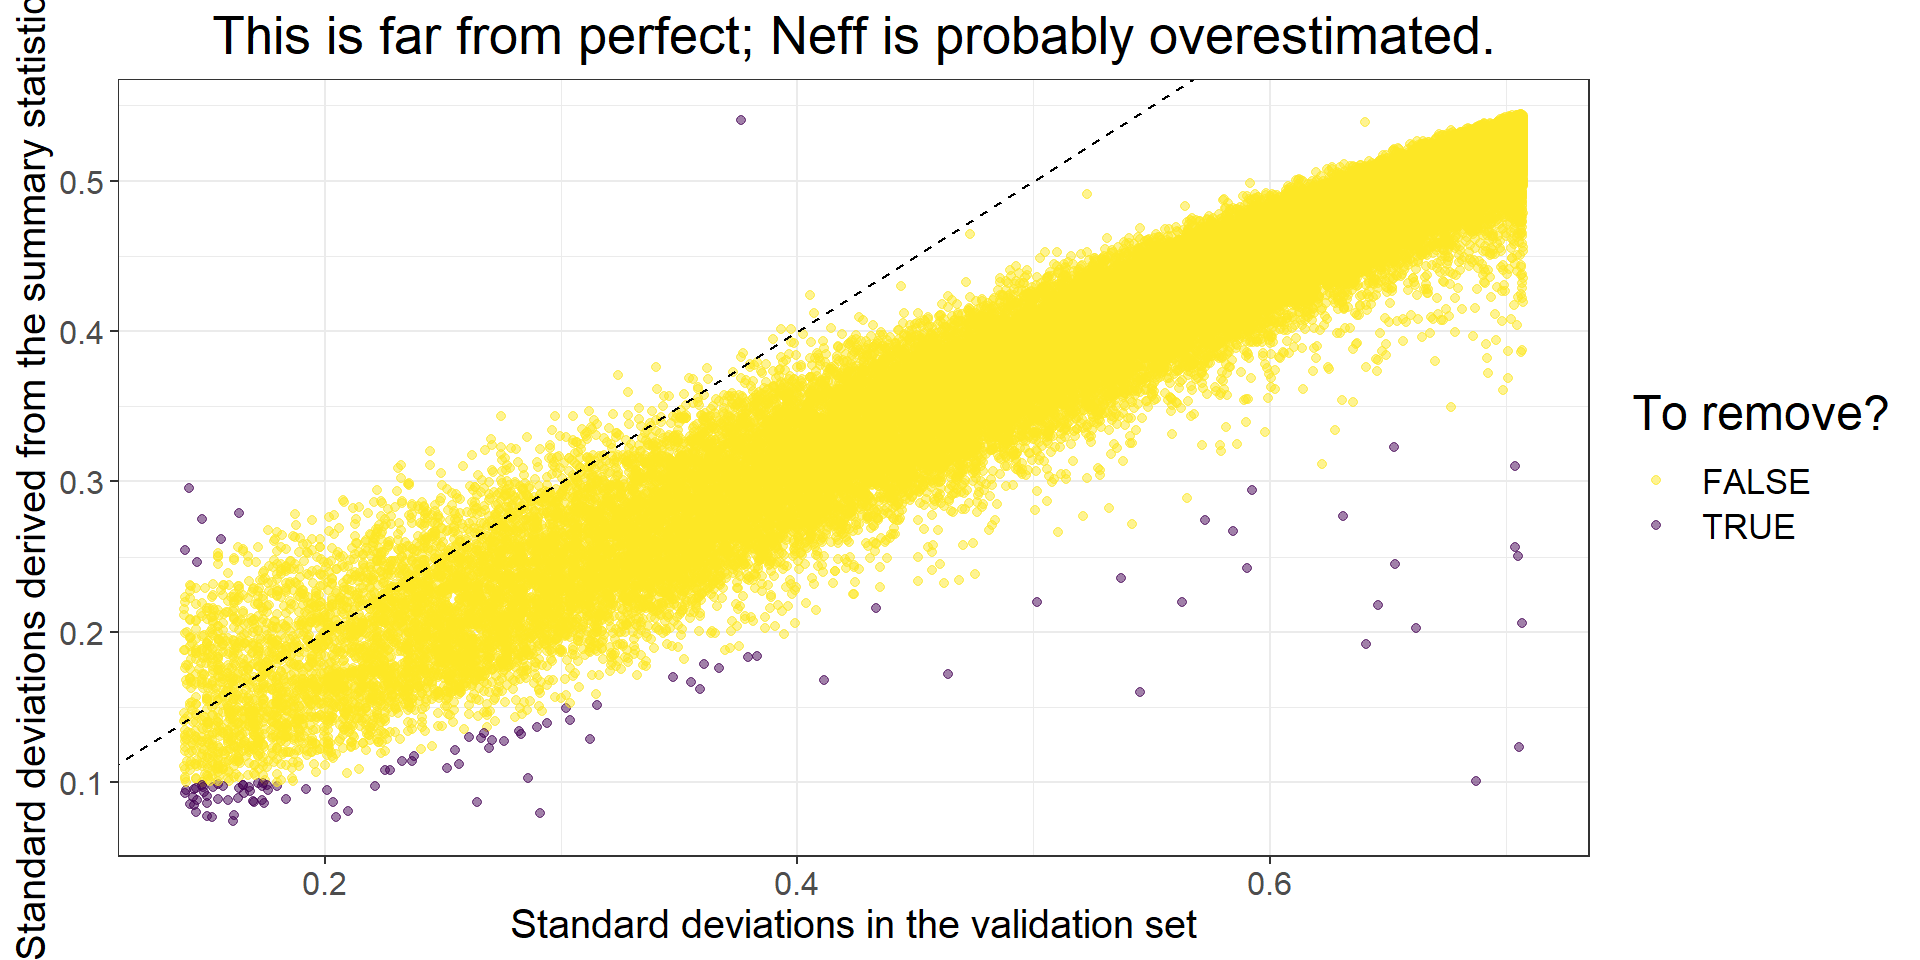 This is far from perfect; Neff is probably overestimated.
Standard deviations derived from the summary statistic
0.5
0.4
0.3
0.2
0.1
0.2 0.4 0.6
Standard deviations in the validation set
To remove?
FALSE
TRUE